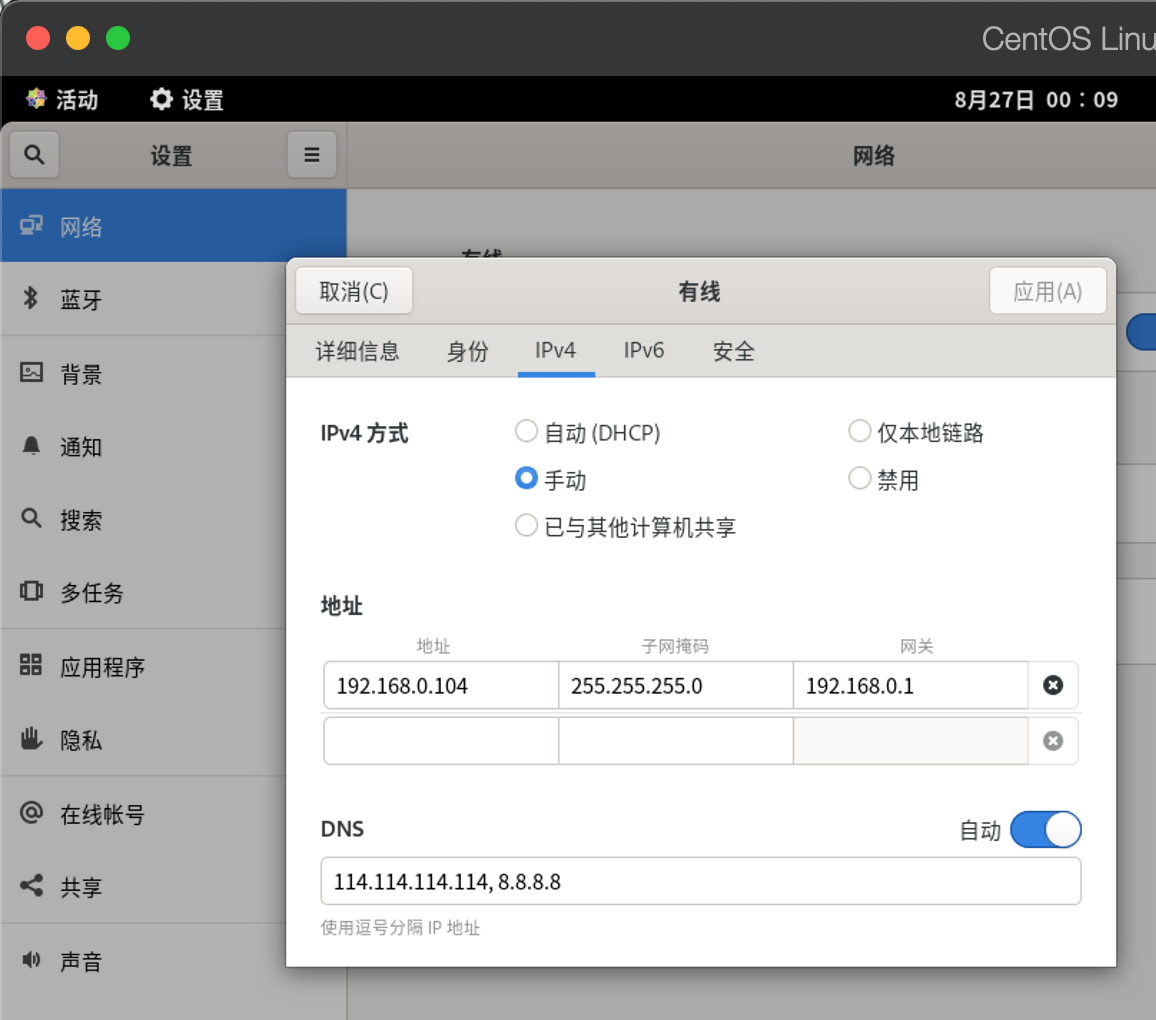 CentOS Linu
活动 设置 8月27日 00：09
设置 网络
网络
蓝牙
背景
通知
搜索
多任务
应用程序
隐私
在线帐号
共享
声音
有线
取消(C) 有线 应用(A)
详细信息 身份 IPv4 IPv6 安全
IPv4 方式 自动 (DHCP) 仅本地链路
手动 禁用
已与其他计算机共享
地址
地址 子网掩码 网关
192.168.0.104 255.255.255.0 192.168.0.1
DNS 自动
114.114.114.114, 8.8.8.8
使用逗号分隔 IP 地址